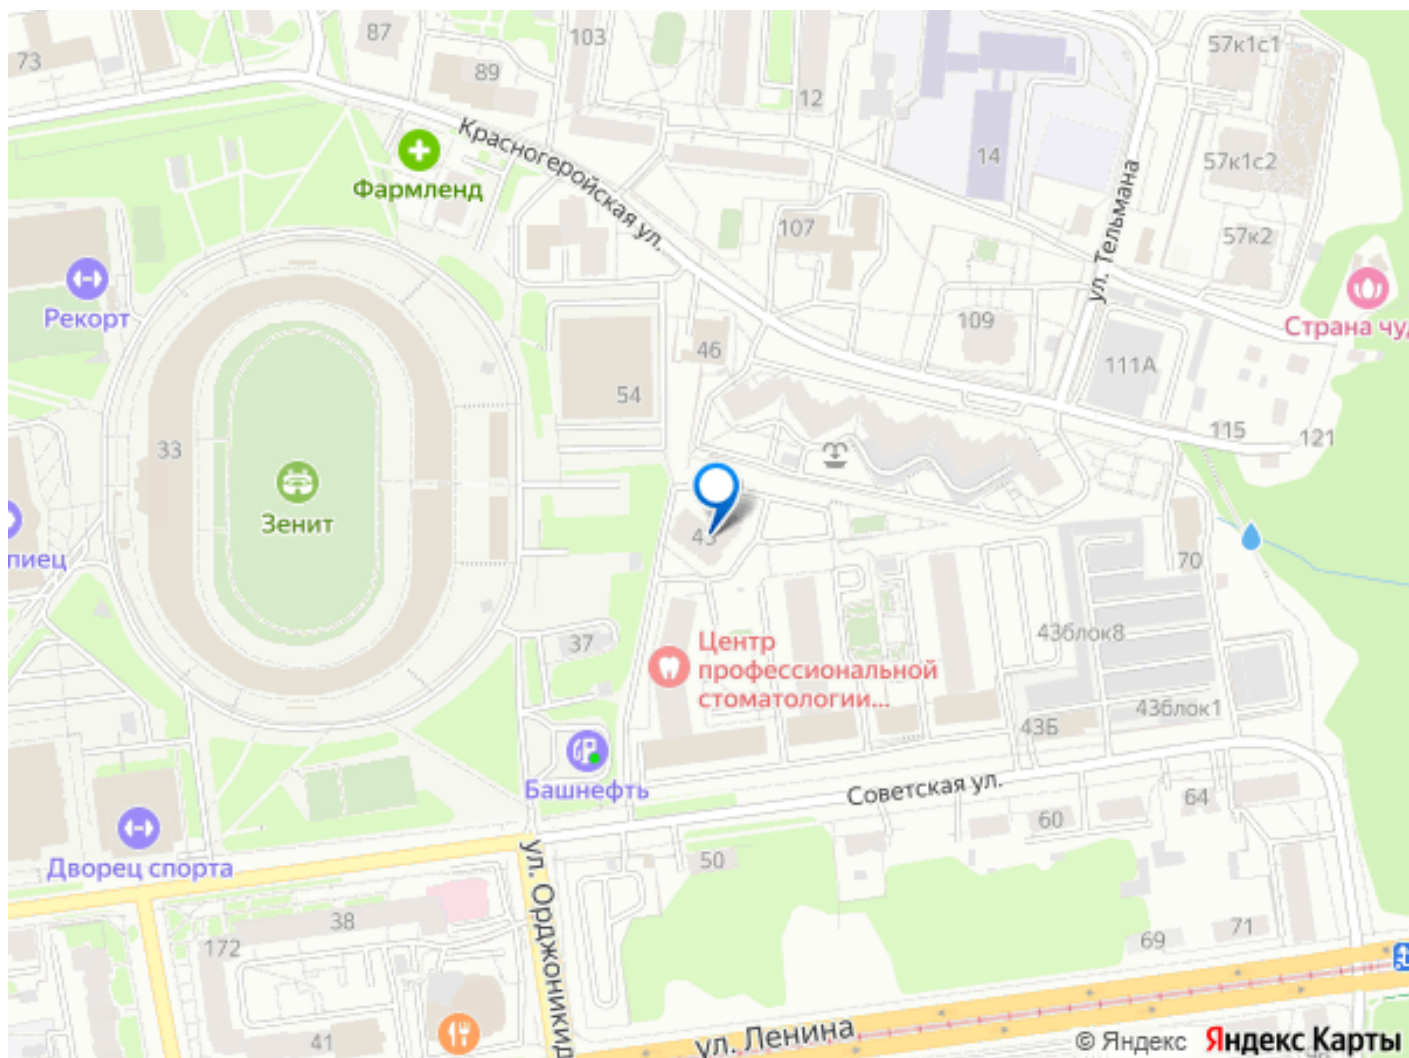 87
103
57к1с1
73
89
12
Красногеройская ул.
14
57к1с2
Фармленд
ул. Тельмана
107
57к2
Рекорт
109
Страна чуд
46
111А
54
33
115
121
Зенит
43
пиец
70
37
43блок8
Центр
профессиональной
стоматологии...
43блок1
43Б
Башнефть
Советская ул.
64
60
Дворец спорта
50
ул. Орджоникид
38
172
71
69
41
ул. Ленина
© Яндекс Яндекс Карты